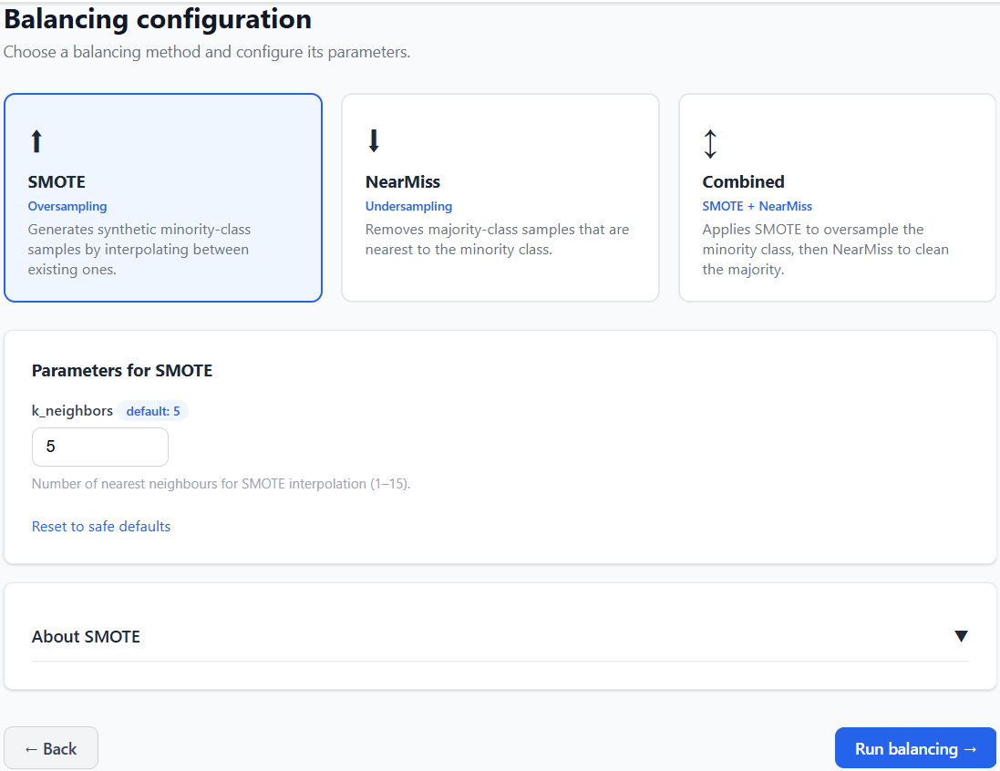 Balancing configuration
Choose a balancing method and configure its parameters.
SMOTE
Oversampling
Generates synthetic minority-class
samples by interpolating between
existing ones.
NearMiss
Undersampling
Removes majority-class samples that are
nearest to the minority class.
Combined
SMOTE + NearMiss
Applies SMOTE to oversample the
minority class, then NearMiss to clean
the majority.
Parameters for SMOTE
k_neighbors default: 5
5
Number of nearest neighbours for SMOTE interpolation (1–15).
Reset to safe defaults
About SMOTE ▼
← Back
Run balancing →